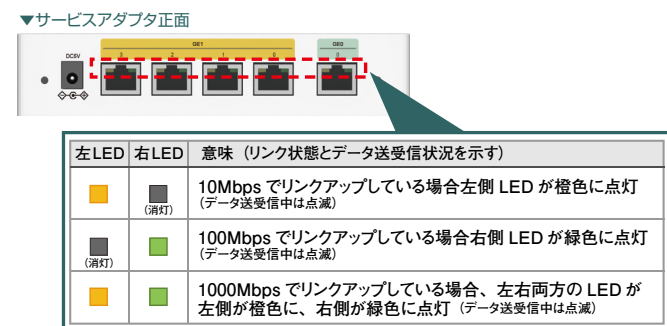 ▼サービスアダプタ正面
GE1 GE0
DC5V 3 2 1 0 0
左LED 右LED 意味（リンク状態とデータ送受信状況を示す）
10Mbps でリンクアップしている場合左側 LED が橙色に点灯
（消灯） （データ送受信中は点滅）
100Mbps でリンクアップしている場合右側 LED が緑色に点灯
（消灯） （データ送受信中は点滅）
1000Mbps でリンクアップしている場合、左右両方の LED が
左側が橙色に、右側が緑色に点灯（データ送受信中は点滅）